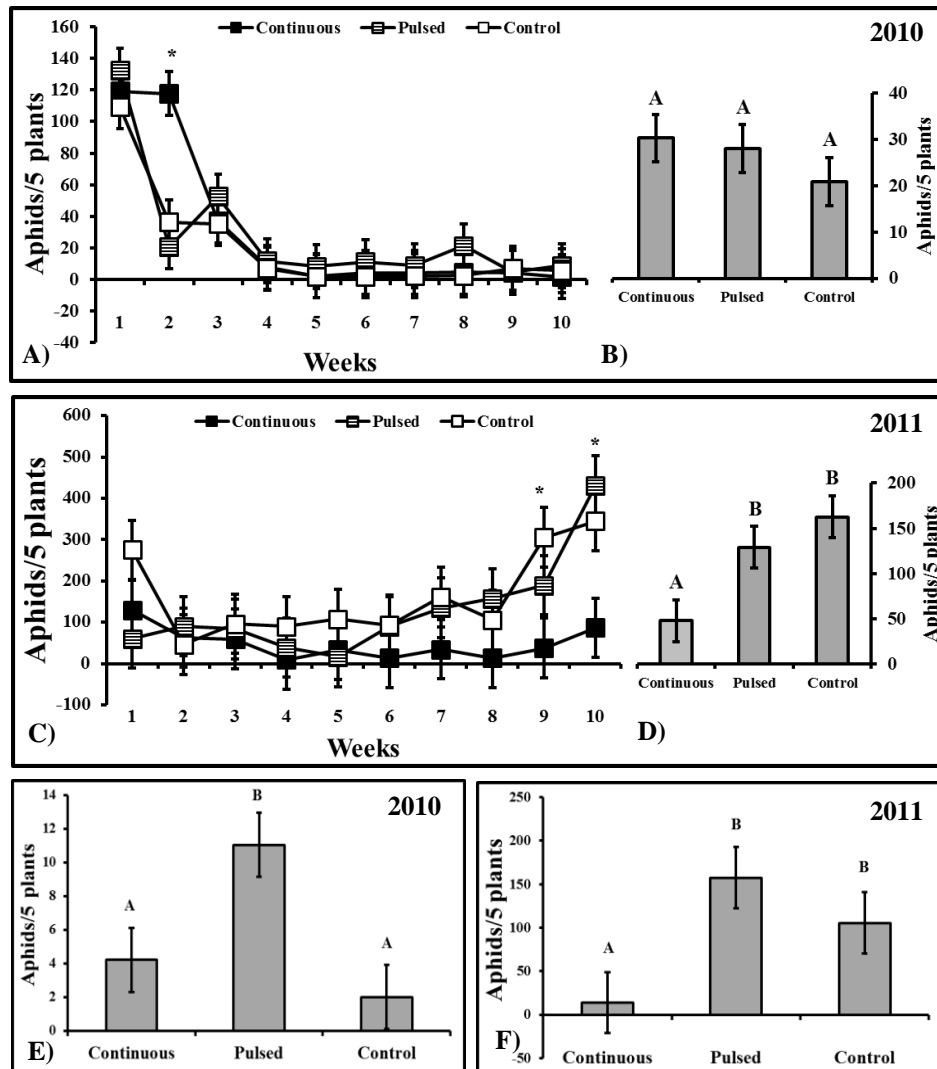 Continuous Pulsed Control
2010
160
140
120
100
80
60
40
20
0
-20
-40
Aphids/5 plants
*
1 2 3 4 5 6 7 8 9 10
Weeks
A)
A A A
40
30
20
10
0
Aphids/5 plants
Continuous Pulsed Control
B)
Continuous Pulsed Control
2011
600
500
400
300
200
100
0
-100
Aphids/5 plants
* *
1 2 3 4 5 6 7 8 9 10
Weeks
C)
A B B
200
150
100
50
0
Aphids/5 plants
Continuous Pulsed Control
D)
2010
14
12
10
8
6
4
2
0
Aphids/5 plants
A B A
Continuous Pulsed Control
E)
2011
250
200
150
100
50
0
-50
Aphids/5 plants
A B B
Continuous Pulsed Control
F)